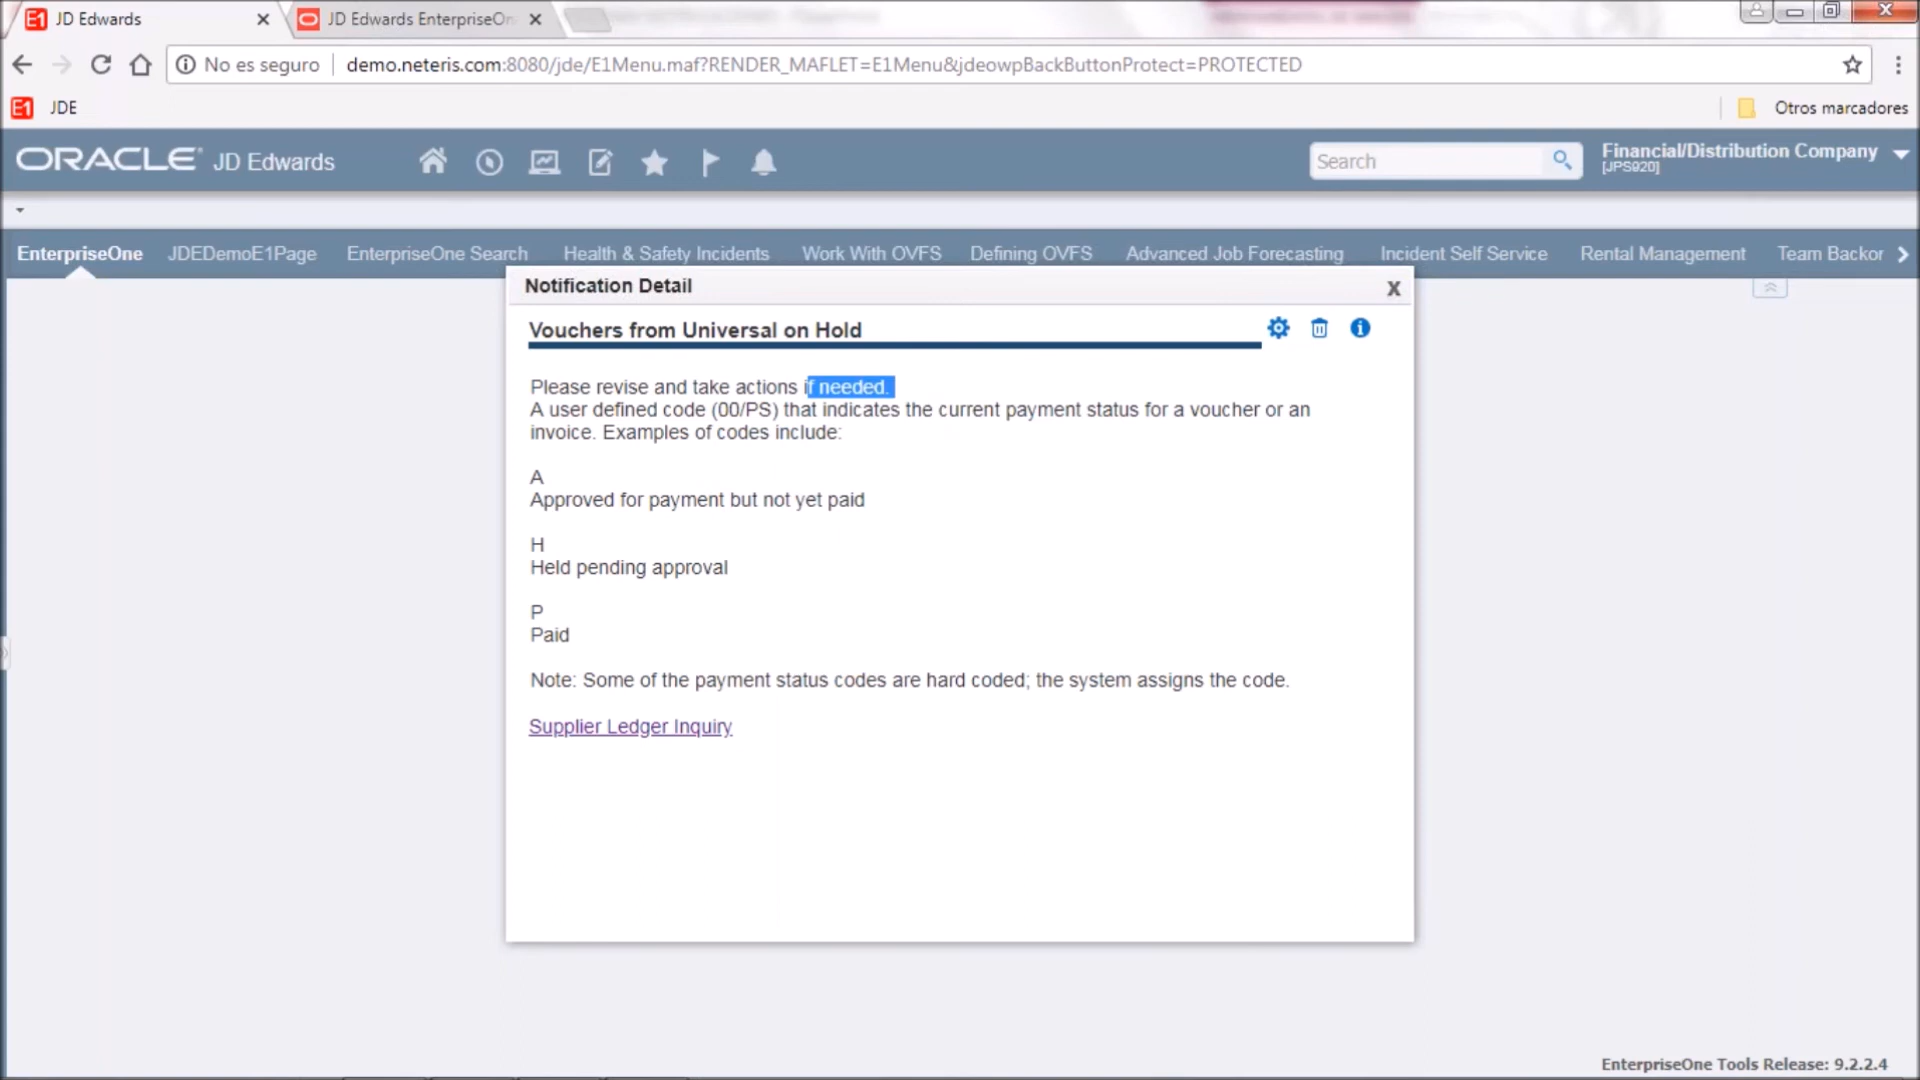 JD Edwards
JD Edwards EnterpriseOn
No es seguro demo.neteris.com:8080/jde/E1Menu.maf?RENDER_MAFLET=E1Menu&jdeowpBackButtonProtect=PROTECTED
E1 JDE Otros marcadores
ORACLE JD Edwards Search Financial/Distribution Company
[JPS920]
EnterpriseOne JDEDemoE1Page EnterpriseOne Search Health & Safety Incidents Work With OVFS Defining OVFS Advanced Job Forecasting Incident Self Service Rental Management Team Backor
Notification Detail X
Vouchers from Universal on Hold
Please revise and take actions if needed.
A user defined code (00/PS) that indicates the current payment status for a voucher or an
invoice. Examples of codes include:
A
Approved for payment but not yet paid
H
Held pending approval
P
Paid
Note: Some of the payment status codes are hard coded; the system assigns the code.
Supplier Ledger Inquiry
EnterpriseOne Tools Release: 9.2.2.4